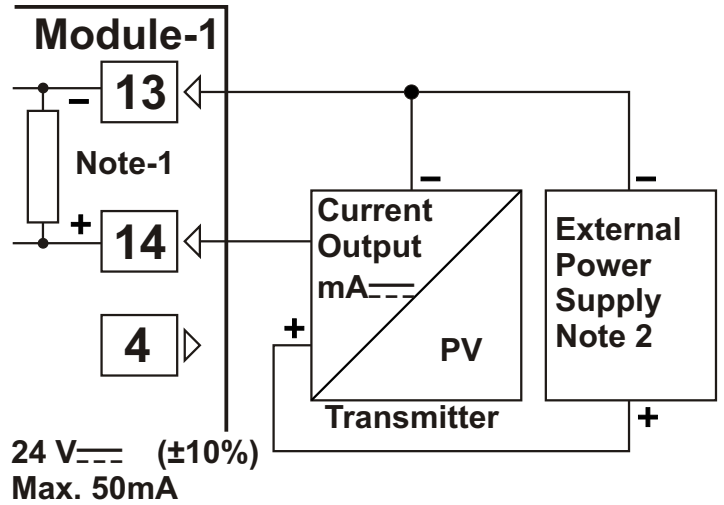 Module-1
– 13
Note-1
+ 14
4
24 V⎓ (±10%)
Max. 50mA
–
Current
Output
mA⎓
PV
+
Transmitter
–
External
Power
Supply
Note 2
+